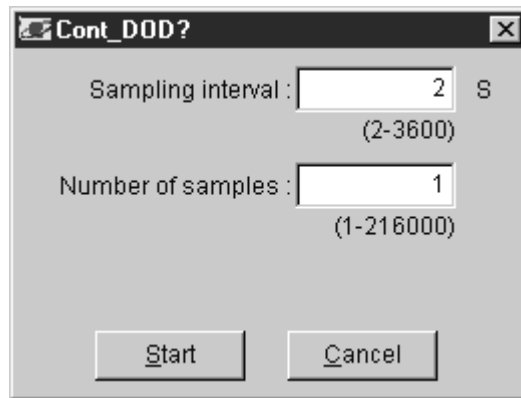 Cont_DOD?
Sampling interval : 2 S
(2-3600)
Number of samples : 1
(1-216000)
Start Cancel